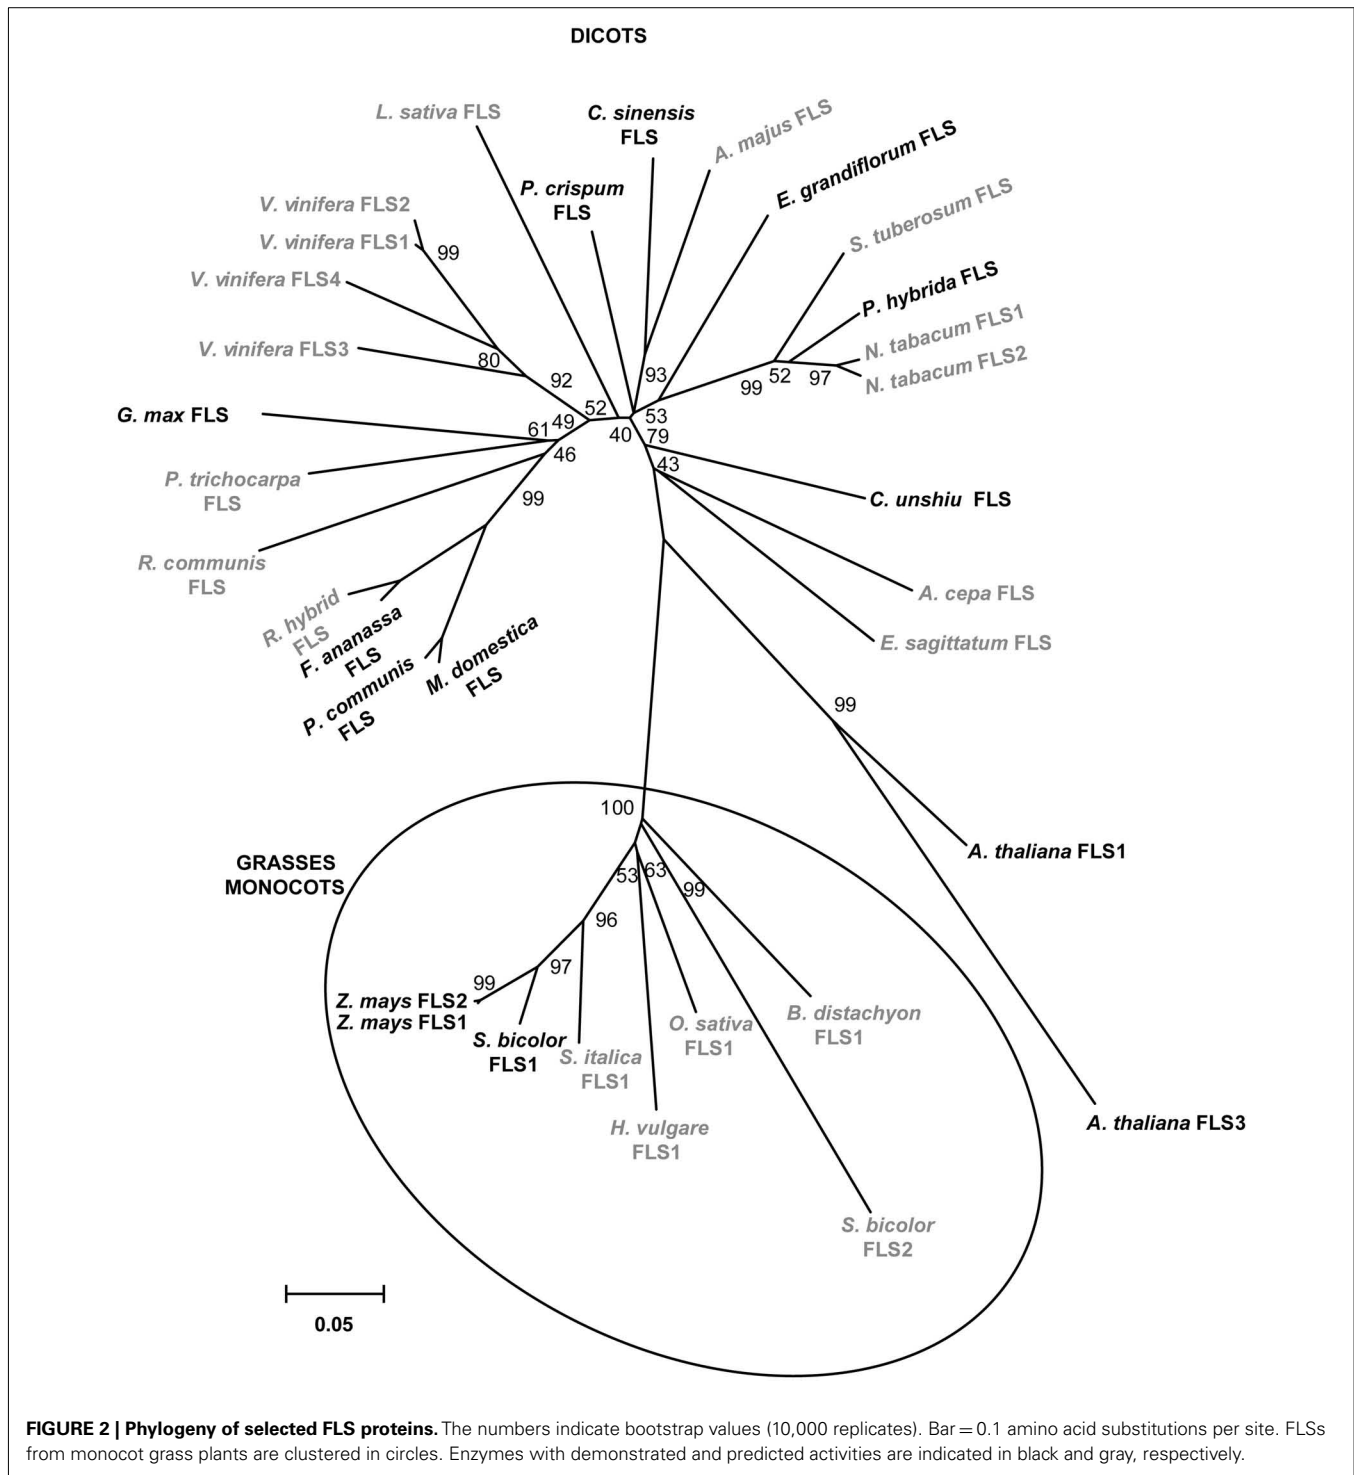 DICOTS
L. sativa FLS
C. sinensis
FLS
A. majus FLS
P. crispum
FLS
E. grandiflorum FLS
V. vinifera FLS2
V. vinifera FLS1
99
S. tuberosum FLS
V. vinifera FLS4
P. hybrida FLS
V. vinifera FLS3
80
N. tabacum FLS1
N. tabacum FLS2
92
93
99
52
97
G. max FLS
61
49
52
40
53
79
46
43
P. trichocarpa
FLS
99
C. unshiu FLS
R. communis
FLS
A. cepa FLS
R. hybrid
FLS
F. ananassa
FLS
P. communis
FLS
M. domestica
FLS
E. sagittatum FLS
99
100
GRASSES
MONOCOTS
A. thaliana FLS1
53
63
99
96
97
99
Z. mays FLS2
Z. mays FLS1
S. bicolor
FLS1
S. italica
FLS1
H. vulgare
FLS1
O. sativa
FLS1
B. distachyon
FLS1
A. thaliana FLS3
S. bicolor
FLS2
0.05
FIGURE 2 | Phylogeny of selected FLS proteins. The numbers indicate bootstrap values (10,000 replicates). Bar = 0.1 amino acid substitutions per site. FLSs
from monocot grass plants are clustered in circles. Enzymes with demonstrated and predicted activities are indicated in black and gray, respectively.